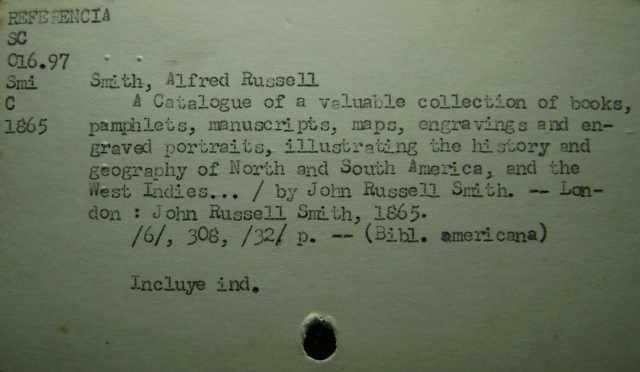 REFERENCIA
SC
016.97
Smi Smith, Alfred Russell
C A Catalogue of a valuable collection of books,
1865 pamphlets, manuscripts, maps, engravings and en-
graved portraits, illustrating the history and
geography of North and South America, and the
West Indies... / by John Russell Smith. -- Lon-
don : John Russell Smith, 1865.
/6/, 308, /32/ p. -- (Bibl. americana)
Incluye ind.